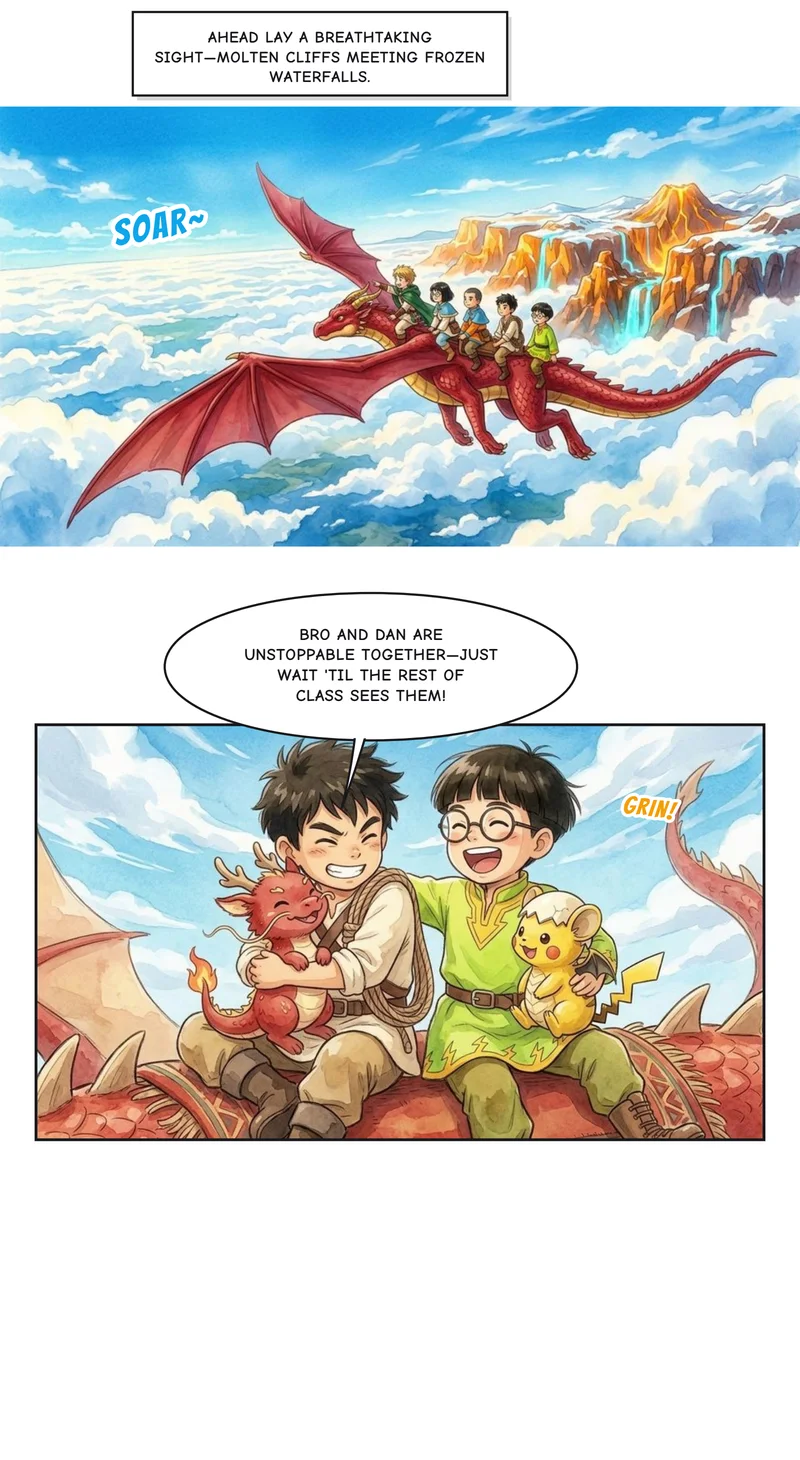 AHEAD LAY A BREATHTAKING
SIGHT—MOLTEN CLIFFS MEETING FROZEN
WATERFALLS.
SOAR~
BRO AND DAN ARE
UNSTOPPABLE TOGETHER—JUST
WAIT 'TIL THE REST OF
CLASS SEES THEM!
GRIN!